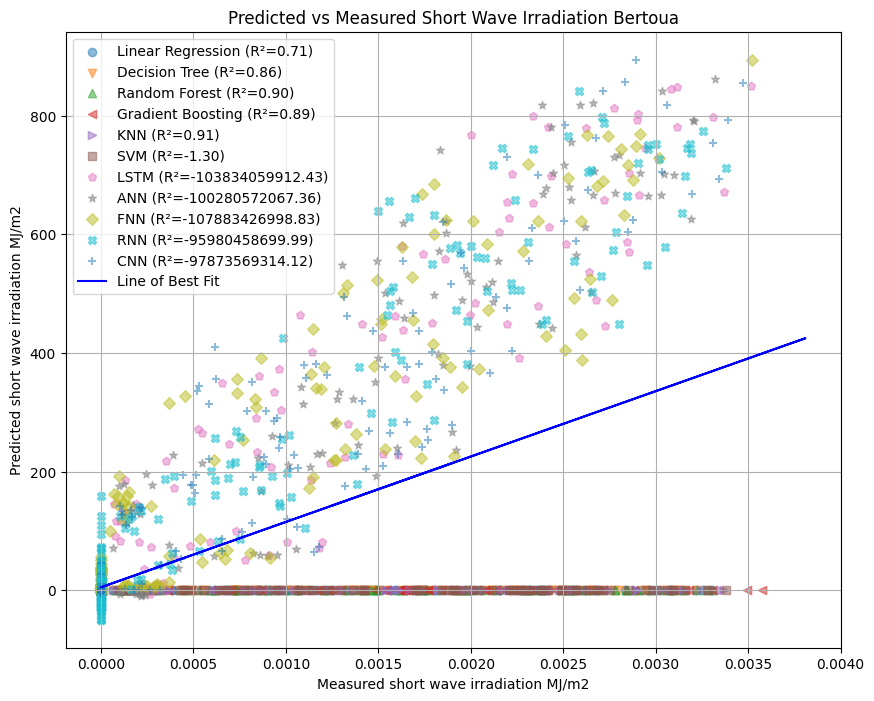 Predicted vs Measured Short Wave Irradiation Bertoua
Linear Regression (R²=0.71)
Decision Tree (R²=0.86)
Random Forest (R²=0.90)
Gradient Boosting (R²=0.89)
KNN (R²=0.91)
SVM (R²=-1.30)
LSTM (R²=-103834059912.43)
ANN (R²=-100280572067.36)
FNN (R²=-107883426998.83)
RNN (R²=-95980458699.99)
CNN (R²=-97873569314.12)
Line of Best Fit
Predicted short wave irradiation MJ/m2
800
600
400
200
0
0.0000 0.0005 0.0010 0.0015 0.0020 0.0025 0.0030 0.0035 0.0040
Measured short wave irradiation MJ/m2